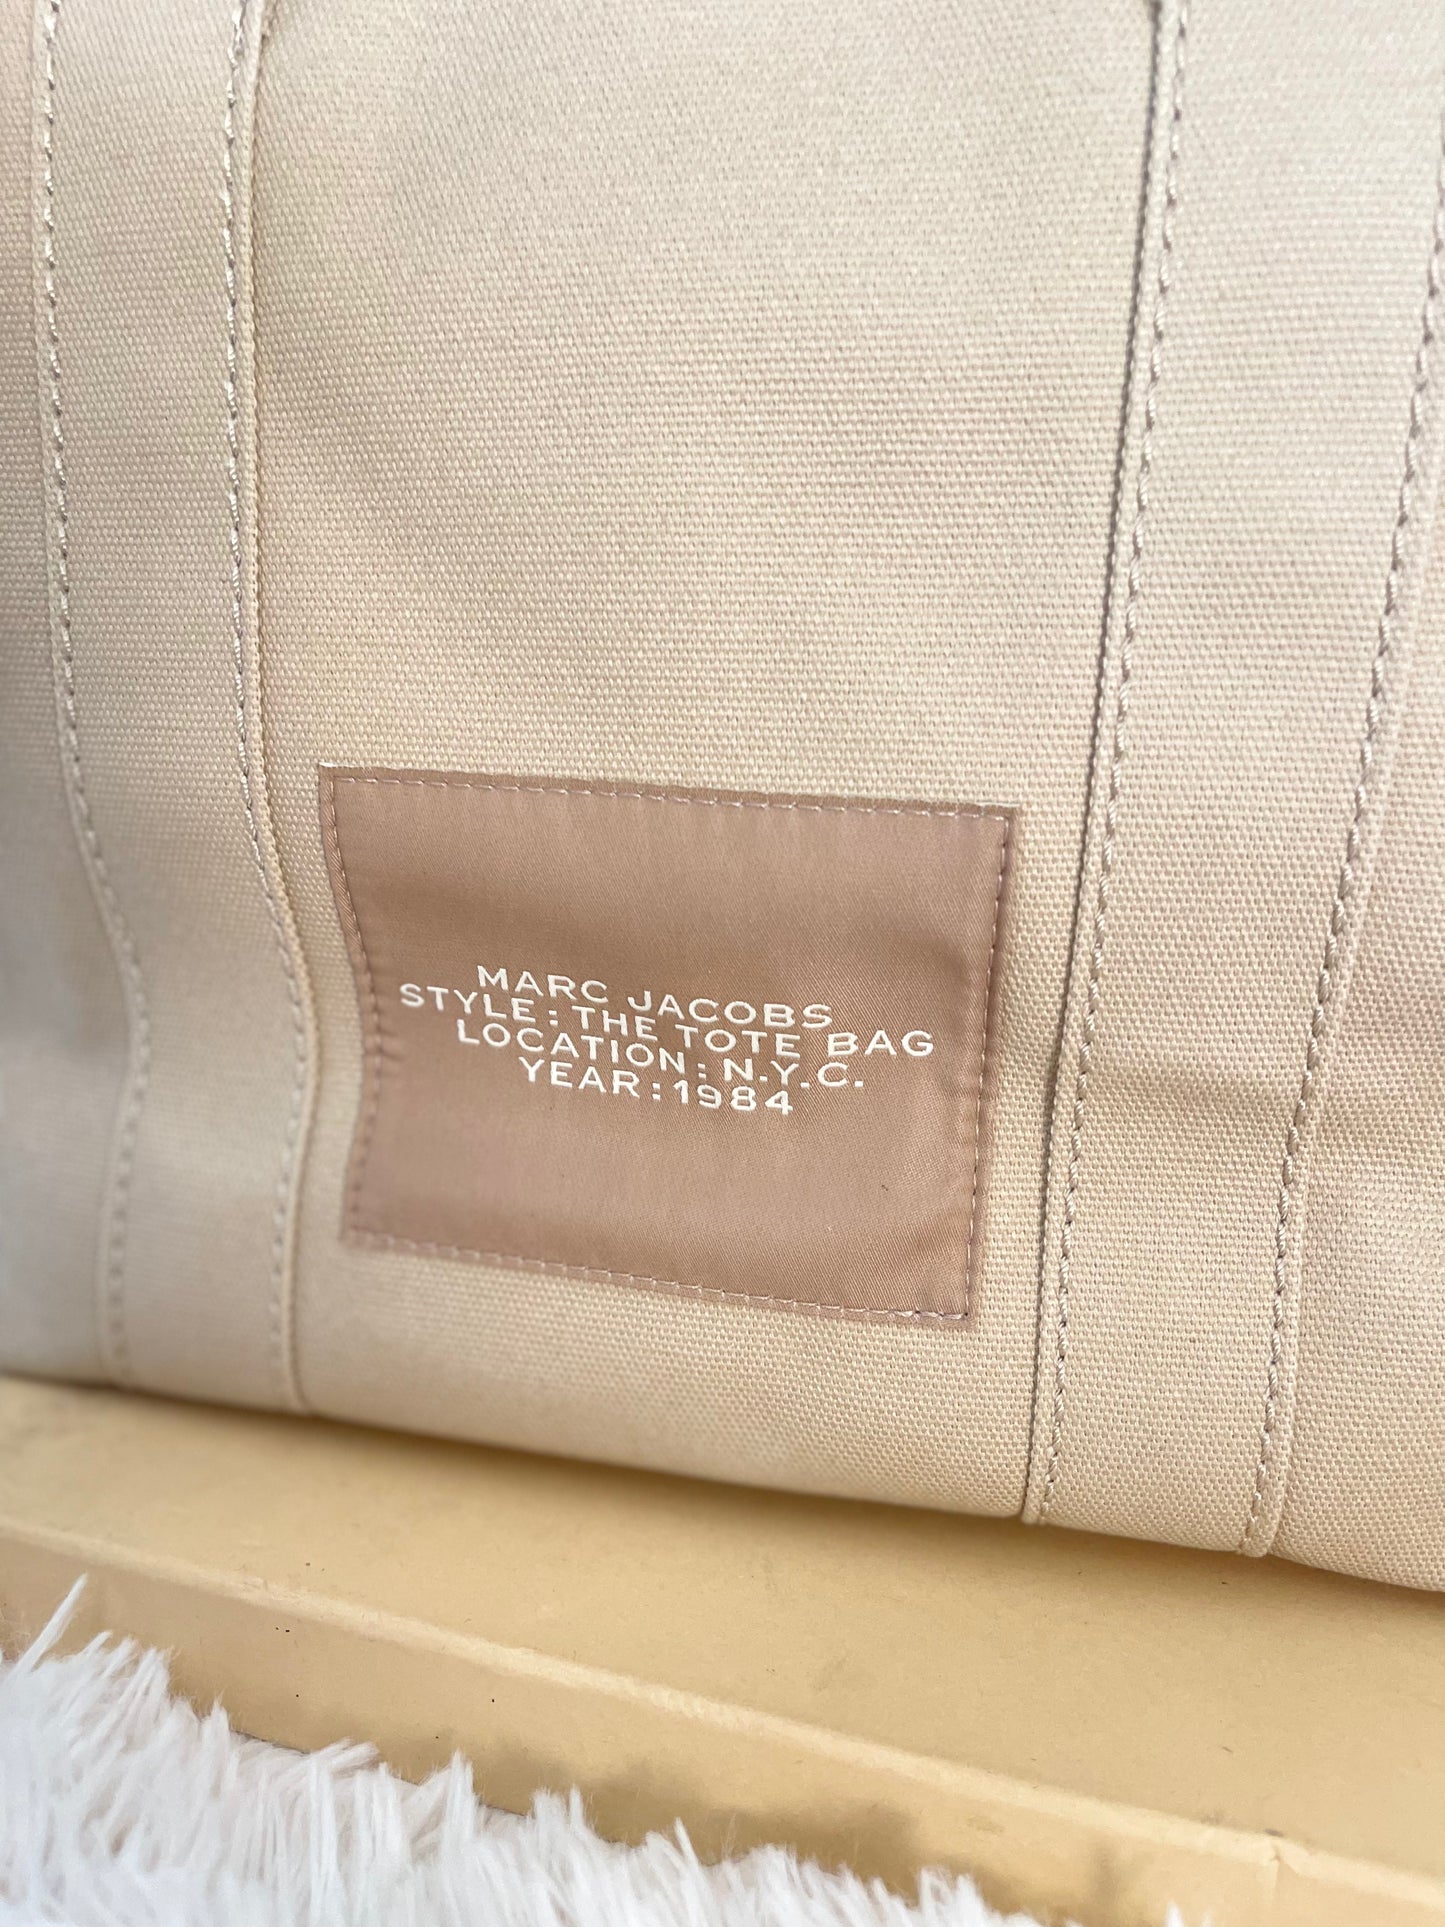 MARC JACOBS
STYLE:THE TOTE BAG
LOCATION:N.Y.C.
YEAR:1984